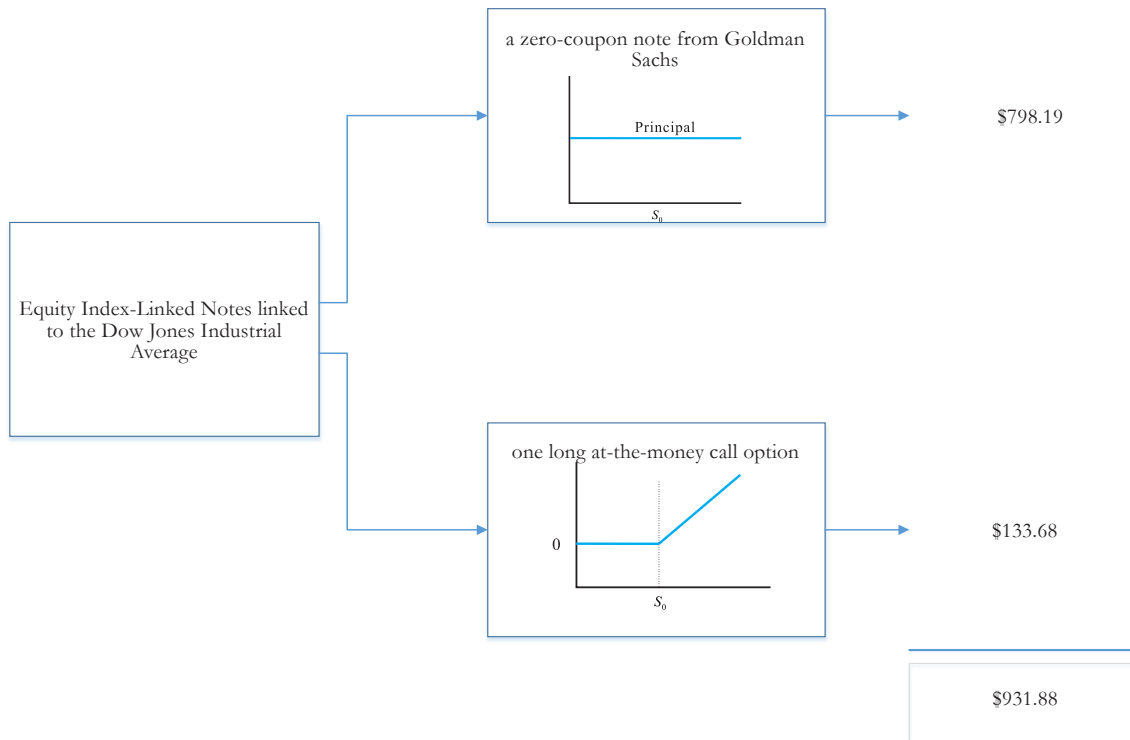 a zero-coupon note from Goldman
Sachs
Principal
S₀
$798.19
Equity Index-Linked Notes linked
to the Dow Jones Industrial
Average
one long at-the-money call option
0
S₀
$133.68
$931.88